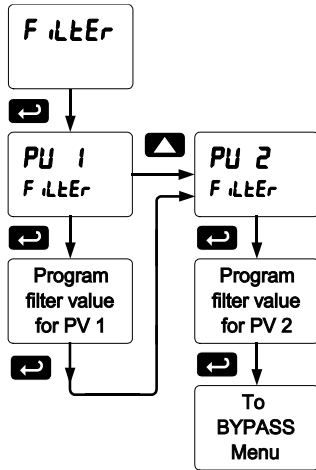 FiLtEr
PV 1
FiLtEr
PV 2
FiLtEr
Program
filter value
for PV 1
Program
filter value
for PV 2
To
BYPASS
Menu